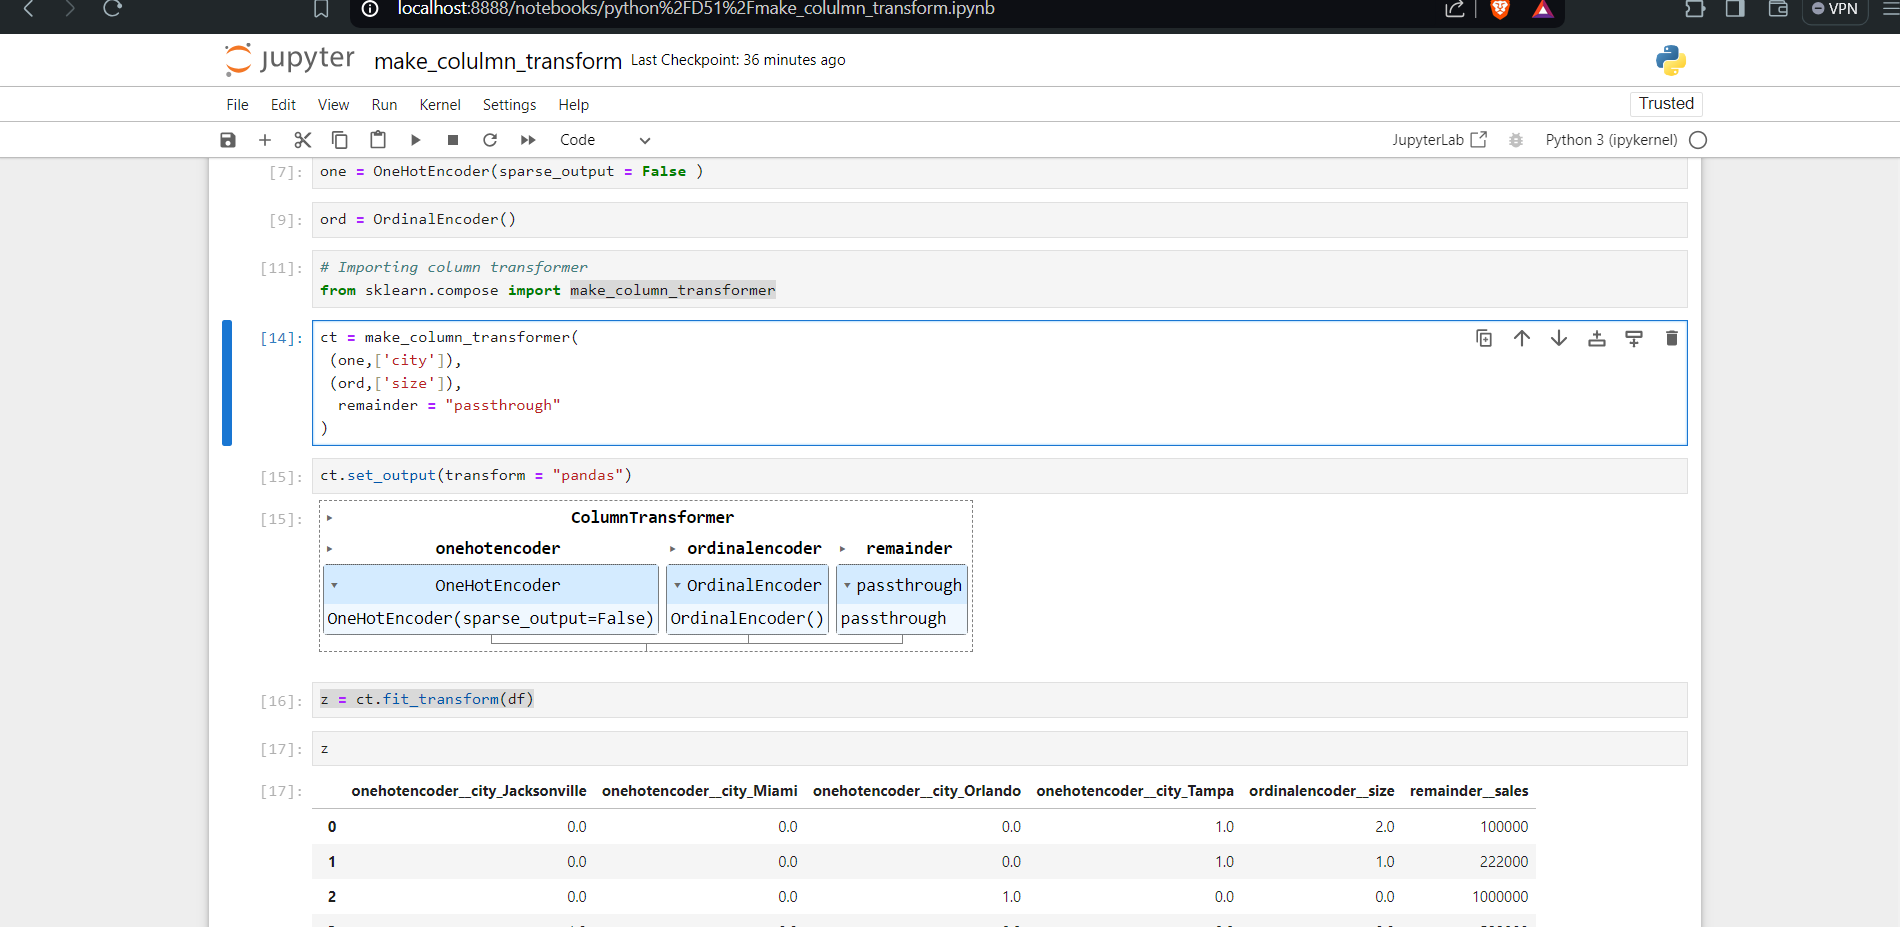 localhost:8888/notebooks/python%2FD51%2Fmake_colulmn_transform.ipynb
VPN
jupyter make_colulmn_transform Last Checkpoint: 36 minutes ago
File Edit View Run Kernel Settings Help
Trusted
Code
JupyterLab
Python 3 (ipykernel)
[7]: one = OneHotEncoder(sparse_output = False )
[9]: ord = OrdinalEncoder()
[11]: # Importing column transformer
from sklearn.compose import make_column_transformer
[14]: ct = make_column_transformer(
(one,['city']),
(ord,['size']),
remainder = "passthrough"
)
[15]: ct.set_output(transform = "pandas")
[15]:
ColumnTransformer
onehotencoder ordinalencoder remainder
OneHotEncoder OrdinalEncoder passthrough
OneHotEncoder(sparse_output=False) OrdinalEncoder() passthrough
[16]: z = ct.fit_transform(df)
[17]: z
[17]: onehotencoder__city_Jacksonville onehotencoder__city_Miami onehotencoder__city_Orlando onehotencoder__city_Tampa ordinalencoder__size remainder__sales
0 0.0 0.0 0.0 1.0 2.0 100000
1 0.0 0.0 0.0 1.0 1.0 222000
2 0.0 0.0 1.0 0.0 0.0 1000000